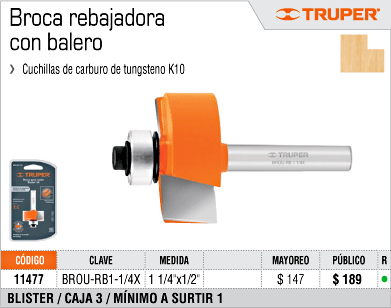 Broca rebajadora
con balero
TRUPER
Cuchillas de carburo de tungsteno K10
TRUPER
TRUPER
CÓDIGO CLAVE MEDIDA MAYOREO PÚBLICO R
11477 BROU-RB1-1/4X 1 1/4"x1/2" $ 147 $ 189
BLISTER / CAJA 3 / MÍNIMO A SURTIR 1